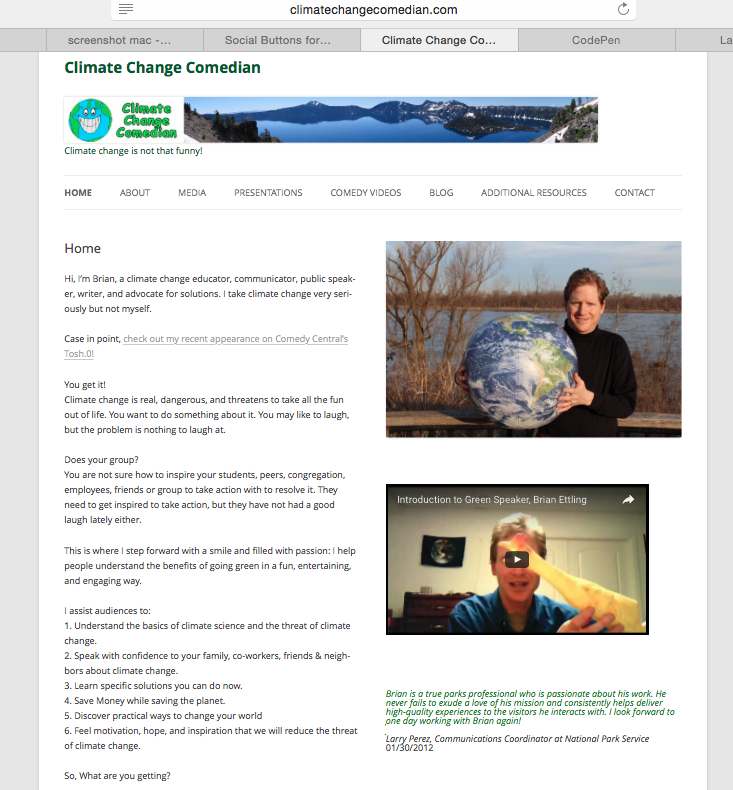 climatechangecomedian.com
screenshot mac -...
Social Buttons for...
Climate Change Co...
CodePen
La
Climate Change Comedian
Climate
Change
Comedian
Climate change is not that funny!
HOME ABOUT MEDIA PRESENTATIONS COMEDY VIDEOS BLOG ADDITIONAL RESOURCES CONTACT
Home
Hi, I'm Brian, a climate change educator, communicator, public speak-
er, writer, and advocate for solutions. I take climate change very seri-
ously but not myself.
Case in point, check out my recent appearance on Comedy Central's
Tosh.0!
You get it!
Climate change is real, dangerous, and threatens to take all the fun
out of life. You want to do something about it. You may like to laugh,
but the problem is nothing to laugh at.
Does your group?
You are not sure how to inspire your students, peers, congregation,
employees, friends or group to take action with to resolve it. They
need to get inspired to take action, but they have not had a good
laugh lately either.
This is where I step forward with a smile and filled with passion: I help
people understand the benefits of going green in a fun, entertaining,
and engaging way.
I assist audiences to:
1. Understand the basics of climate science and the threat of climate
change.
2. Speak with confidence to your family, co-workers, friends & neigh-
bors about climate change.
3. Learn specific solutions you can do now.
4. Save Money while saving the planet.
5. Discover practical ways to change your world
6. Feel motivation, hope, and inspiration that we will reduce the threat
of climate change.
So, What are you getting?
Introduction to Green Speaker, Brian Ettling
Brian is a true parks professional who is passionate about his work. He
never fails to exude a love of his mission and consistently helps deliver
high-quality experiences to the visitors he interacts with. I look forward to
one day working with Brian again!
Larry Perez, Communications Coordinator at National Park Service
01/30/2012